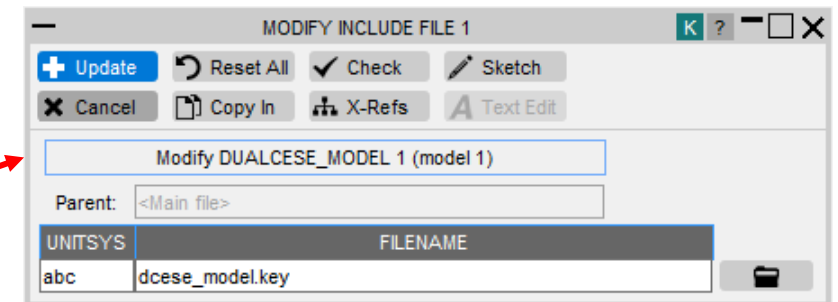 MODIFY INCLUDE FILE 1 K ?
Update Reset All Check Sketch
Cancel Copy In X-Refs A Text Edit
Modify DUALCESE_MODEL 1 (model 1)
Parent: <Main file>
UNITSYS FILENAME
abc dcese_model.key